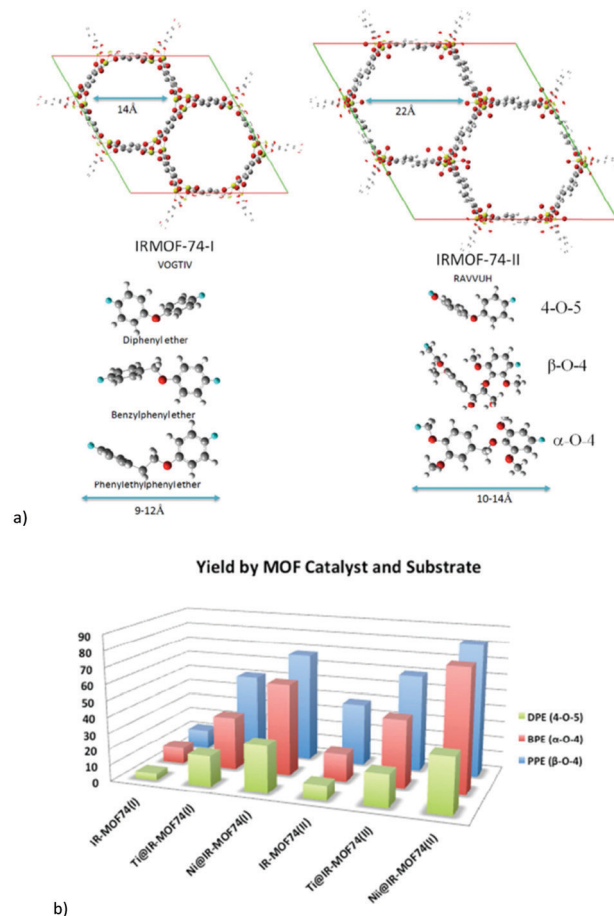 14Å
22Å
IRMOF-74-I
VOGTIV
IRMOF-74-II
RAVVUH
Diphenyl ether
4-O-5
Benzylphenylether
β-O-4
Phenylethylphenylether
α-O-4
9-12Å
10-14Å
a)
Yield by MOF Catalyst and Substrate
90
80
70
60
50
40
30
20
10
0
DPE (4-O-5)
BPE (α-O-4)
PPE (β-O-4)
IR-MOF74(I)
Ti@IR-MOF74(I)
Ni@IR-MOF74(I)
IR-MOF74(II)
Ti@IR-MOF74(II)
Ni@IR-MOF74(II)
b)